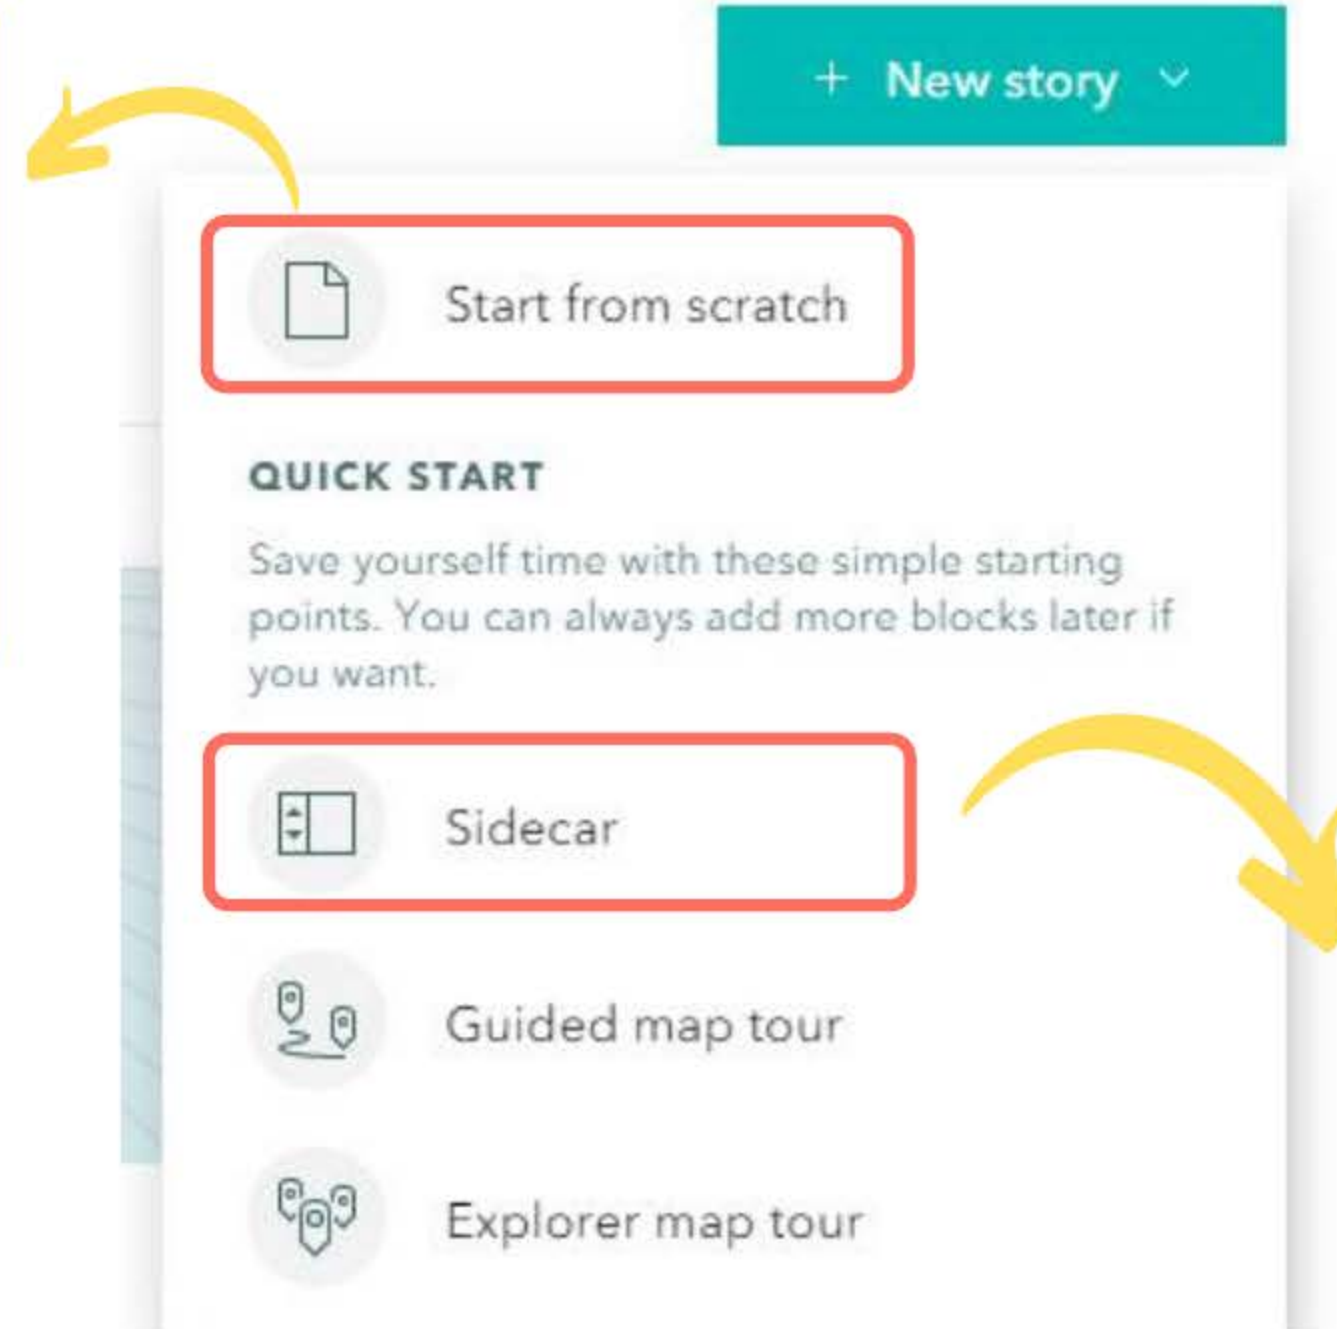 + New story
Start from scratch
QUICK START
Save yourself time with these simple starting
points. You can always add more blocks later if
you want.
Sidecar
Guided map tour
Explorer map tour